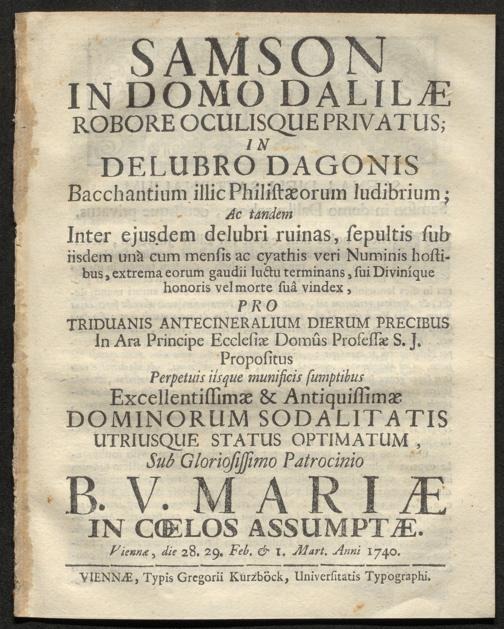 SAMSON
IN DOMO DALILÆ
ROBORE OCULISQUE PRIVATUS;
IN
DELUBRO DAGONIS
Bacchantium illic Philistæorum ludibrium;
Ac tandem
Inter ejusdem delubri ruinas, sepultis sub
iisdem unà cum mensis ac cyathis veri Numinis hosti-
bus, extrema eorum gaudii luctu terminans, sui Divinísque
honoris vel morte suâ vindex,
PRO
TRIDUANIS ANTECINERALIUM DIERUM PRECIBUS
In Ara Principe Ecclesiæ Domûs Professæ S. J.
Propositus
Perpetuis iisque munificis sumptibus
Excellentissimæ & Antiquissimæ
DOMINORUM SODALITATIS
UTRIUSQUE STATUS OPTIMATUM,
Sub Gloriosissimo Patrocinio
B. V. MARIÆ
IN CŒLOS ASSUMPTÆ.
Viennæ, die 28. 29. Feb. & 1. Mart. Anni 1740.
VIENNÆ, Typis Gregorii Kurzböck, Universitatis Typographi.